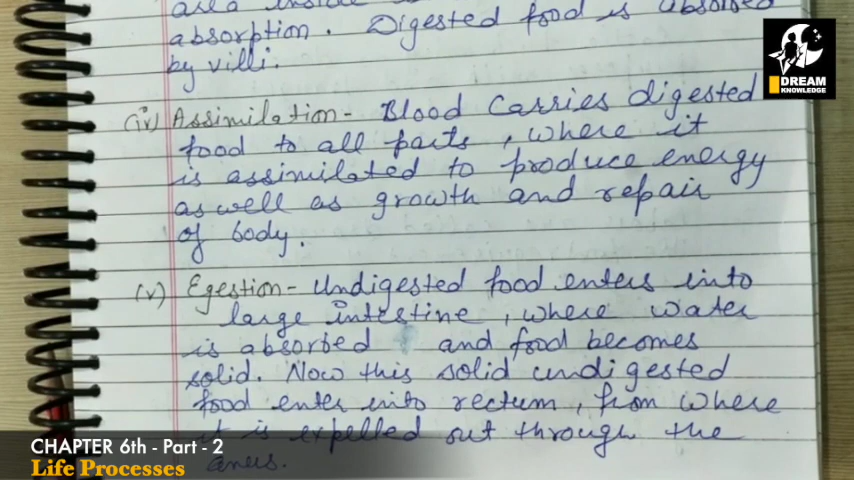 area inside
absorption. Digested food is absorbed
by villi.
(iv) Assimilation - Blood Carries digested
food to all parts, where it
is assimilated to produce energy
as well as growth and repair
of body.
(v) Egestion - Undigested food enters into
large intestine, where water
is absorbed and food becomes
solid. Now this solid undigested
food enter into rectum, from where
it is expelled out through the
anus.
DREAM
KNOWLEDGE
CHAPTER 6th - Part - 2
Life Processes